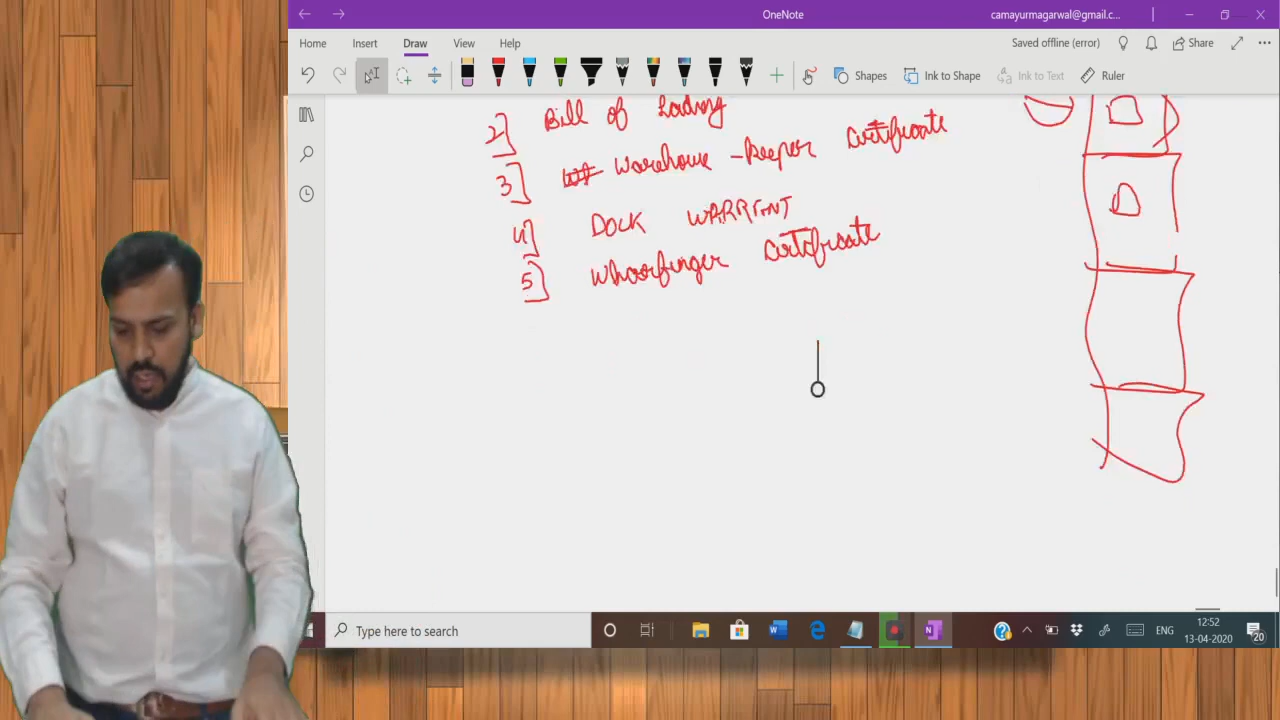 OneNote
camayurmagarwal@gmail.c...
Home Insert Draw View Help
Saved offline (error)
Share
Shapes
Ink to Shape
Ink to Text
Ruler
2] Bill of Lading
3] Warehouse - keeper certificate
4] DOCK WARRANT
5] Whoorfinger certificate
Type here to search
ENG
12:52
13-04-2020
20